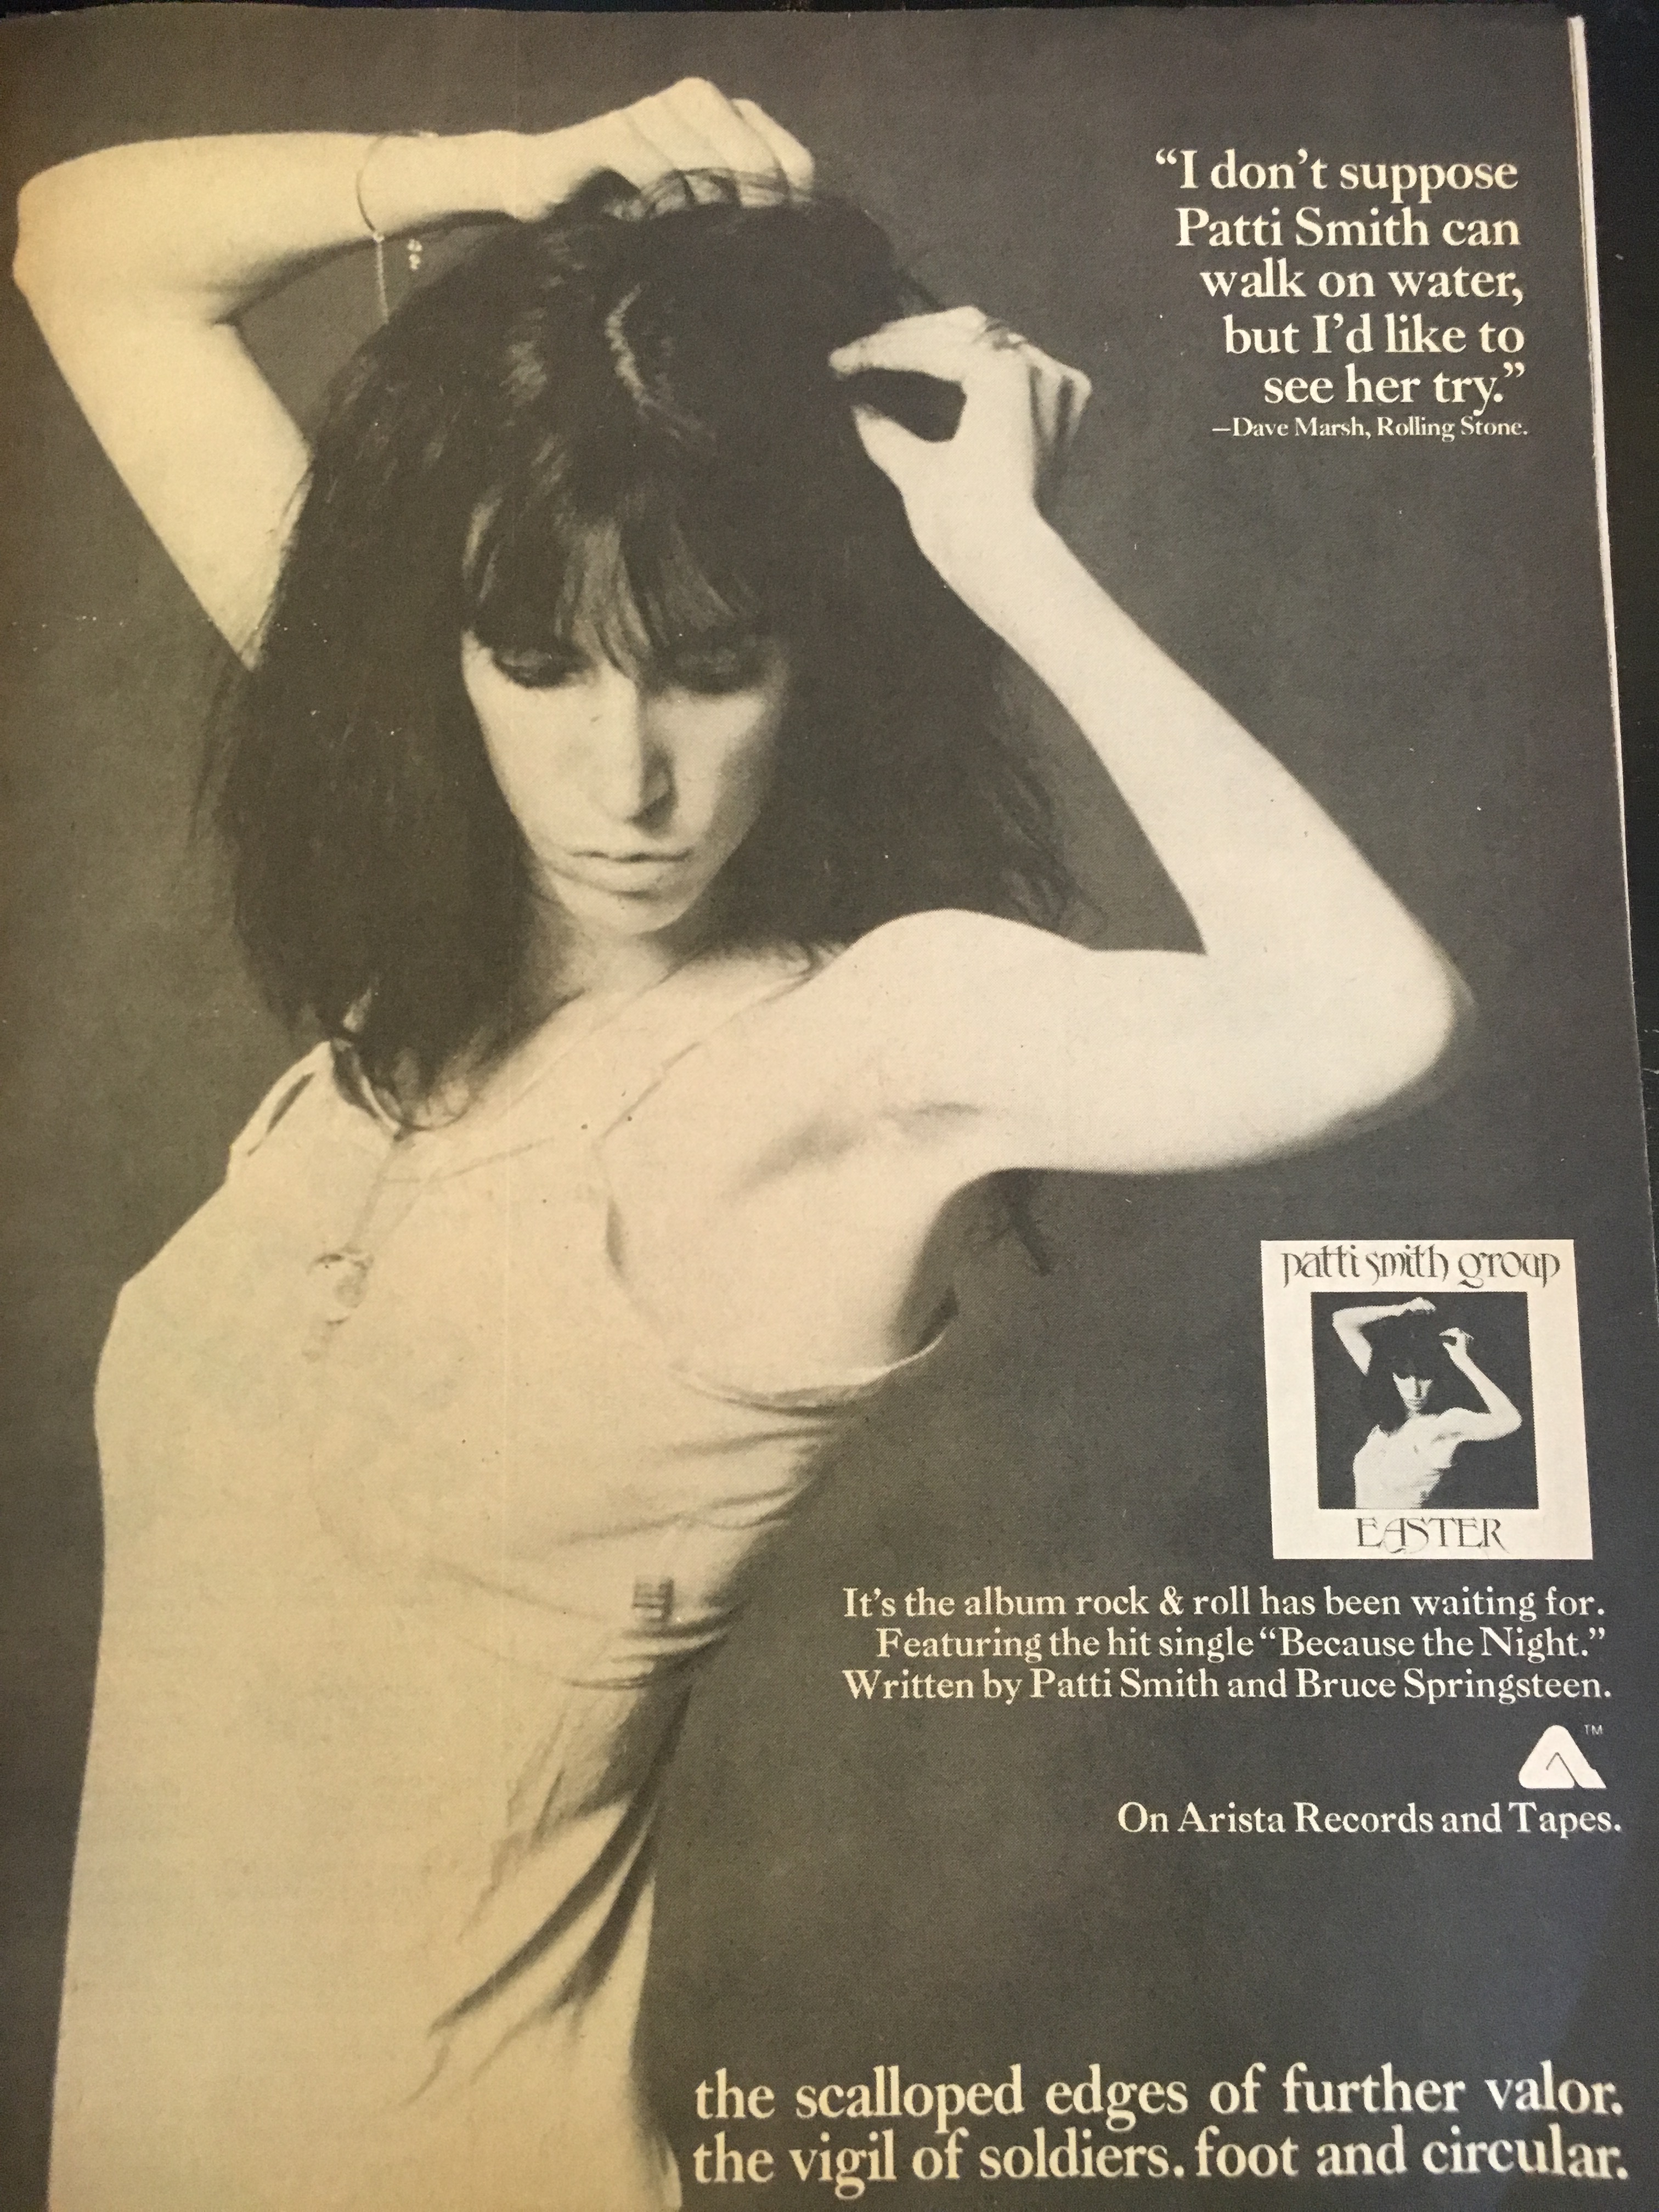 “I don’t suppose
Patti Smith can
walk on water,
but I’d like to
see her try.”
—Dave Marsh, Rolling Stone.
patti smith group
EASTER
It’s the album rock & roll has been waiting for.
Featuring the hit single “Because the Night.”
Written by Patti Smith and Bruce Springsteen.
TM
On Arista Records and Tapes.
the scalloped edges of further valor.
the vigil of soldiers. foot and circular.